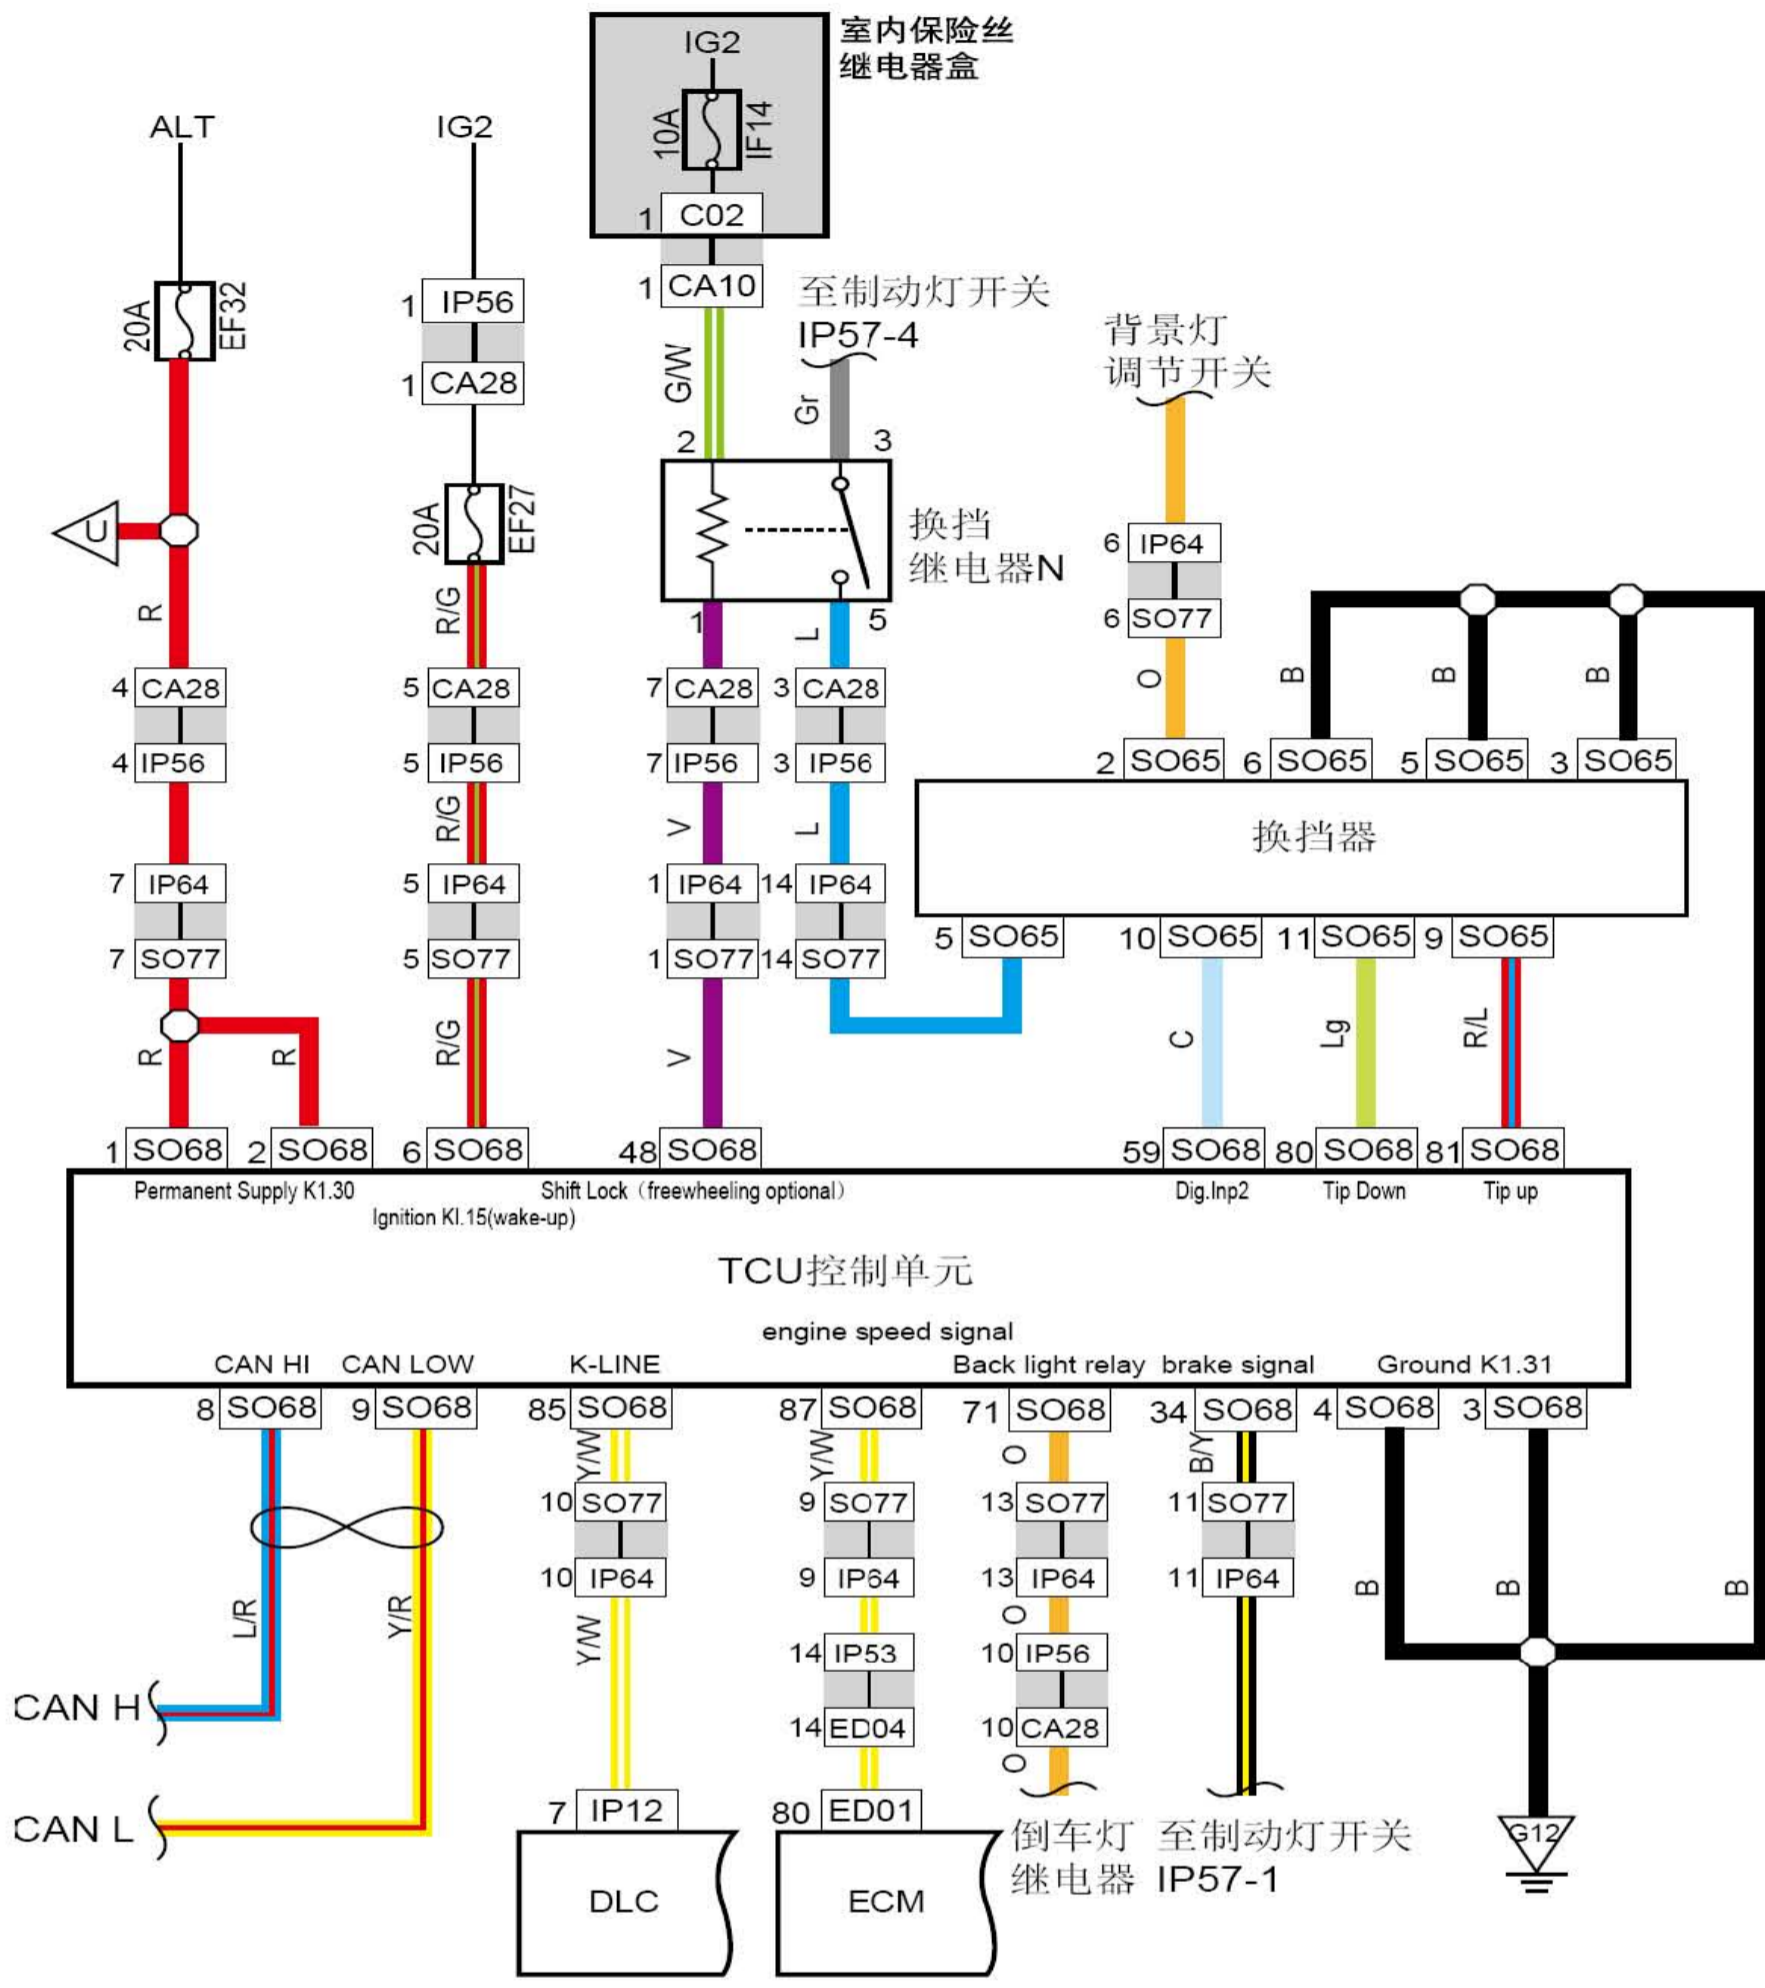 室内保险丝
继电器盒
IG2
10A
IF14
1 C02
1 CA10
ALT
IG2
20A
EF32
1 IP56
1 CA28
至制动灯开关
IP57-4
背景灯
调节开关
G/W
Gr
2
3
U
20A
EF27
换挡
继电器N
6 IP64
6 SO77
R
R/G
1
L
5
O
B
B
B
4 CA28
5 CA28
7 CA28
3 CA28
4 IP56
5 IP56
7 IP56
3 IP56
2 SO65
6 SO65
5 SO65
3 SO65
R/G
V
L
换挡器
7 IP64
5 IP64
1 IP64
14 IP64
7 SO77
5 SO77
1 SO77
14 SO77
5 SO65
10 SO65
11 SO65
9 SO65
R
R
R/G
V
C
Lg
R/L
1 SO68
2 SO68
6 SO68
48 SO68
59 SO68
80 SO68
81 SO68
Permanent Supply K1.30
Shift Lock（freewheeling optional）
Dig.Inp2
Tip Down
Tip up
Ignition KI.15(wake-up)
TCU控制单元
engine speed signal
CAN HI
CAN LOW
K-LINE
Back light relay
brake signal
Ground K1.31
8 SO68
9 SO68
85 SO68
87 SO68
71 SO68
34 SO68
4 SO68
3 SO68
Y/W
Y/W
O
B/Y
10 SO77
9 SO77
13 SO77
11 SO77
10 IP64
9 IP64
13 IP64
11 IP64
L/R
Y/R
Y/W
O
B
B
B
14 IP53
10 IP56
14 ED04
10 CA28
O
CAN H
CAN L
7 IP12
80 ED01
倒车灯
继电器
至制动灯开关
IP57-1
G12
DLC
ECM